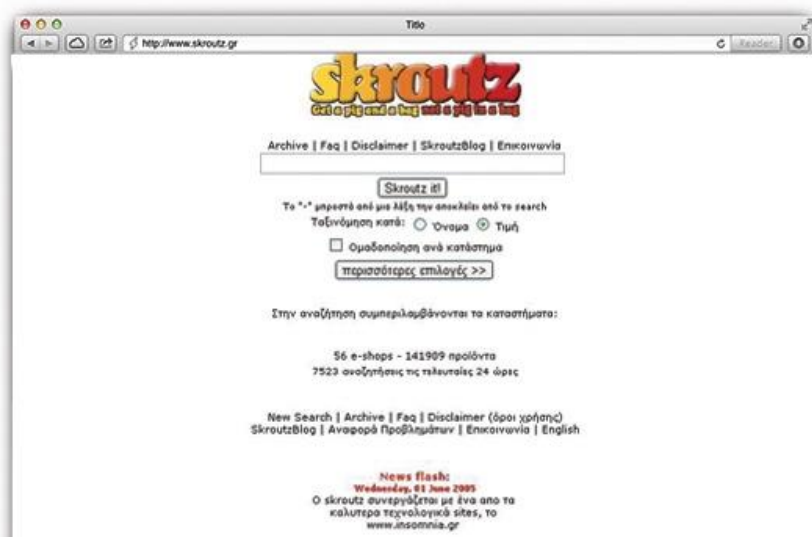 Title
http://www.skroutz.gr
Reader
skroutz
Get a pig and a bag not a pig in a bag
Archive | Faq | Disclaimer | SkroutzBlog | Επικοινωνία
Skroutz it!
Το "-" μπροστά από μια λέξη την αποκλείει από το search
Ταξινόμηση κατά: Όνομα Τιμή
Ομαδοποίηση ανά κατάστημα
περισσότερες επιλογές >>
Στην αναζήτηση συμπεριλαμβάνονται τα καταστήματα:
56 e-shops - 141909 προϊόντα
7523 αναζητήσεις τις τελευταίες 24 ώρες
New Search | Archive | Faq | Disclaimer (όροι χρήσης)
SkroutzBlog | Αναφορά Προβλημάτων | Επικοινωνία | English
News flash:
Wednesday, 01 June 2005
Ο skroutz συνεργάζεται με ένα απο τα
καλυτερα τεχνολογικά sites, το
www.insomnia.gr